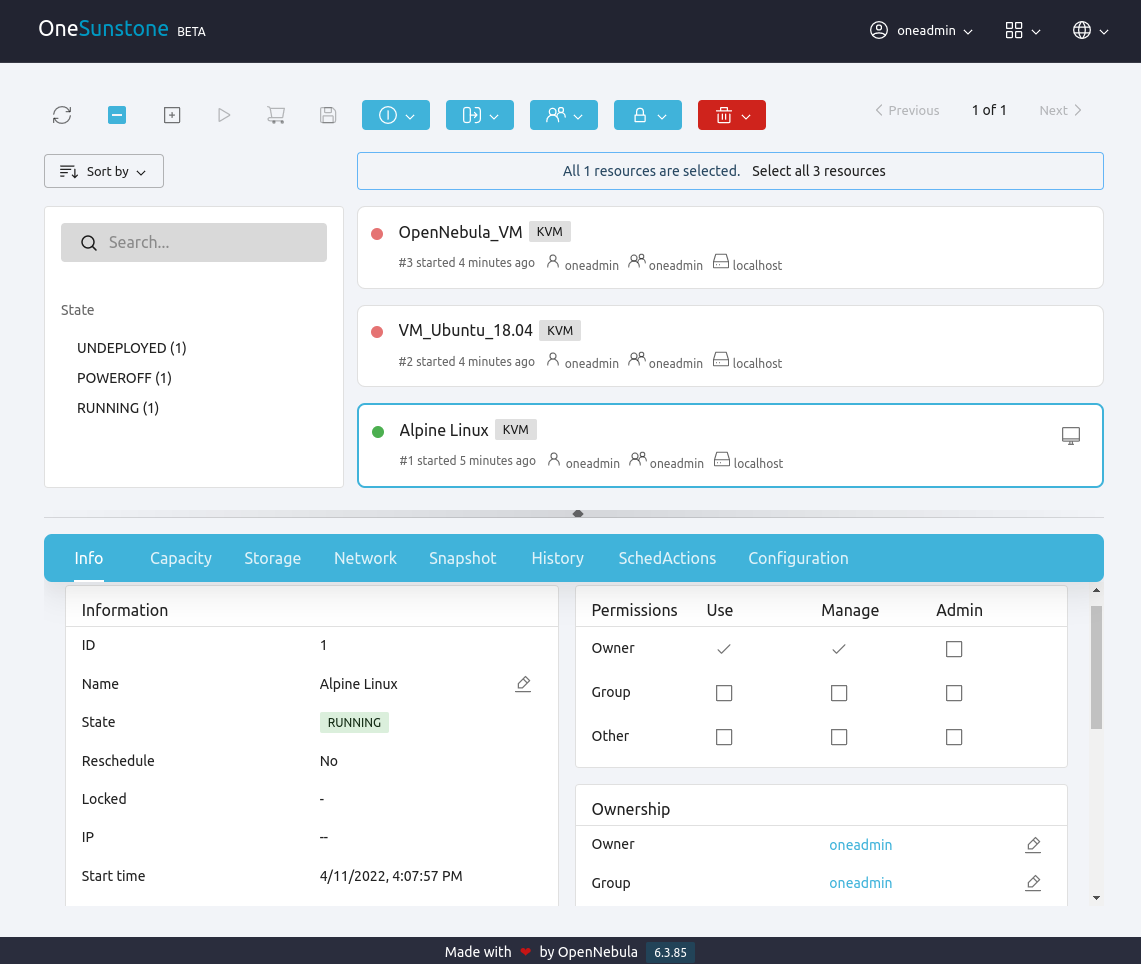 OneSunstone BETA
oneadmin
Previous 1 of 1 Next
Sort by
All 1 resources are selected. Select all 3 resources
Search...
State
UNDEPLOYED (1)
POWEROFF (1)
RUNNING (1)
OpenNebula_VM KVM
#3 started 4 minutes ago oneadmin oneadmin localhost
VM_Ubuntu_18.04 KVM
#2 started 4 minutes ago oneadmin oneadmin localhost
Alpine Linux KVM
#1 started 5 minutes ago oneadmin oneadmin localhost
Info Capacity Storage Network Snapshot History SchedActions Configuration
Information
ID 1
Name Alpine Linux
State RUNNING
Reschedule No
Locked -
IP --
Start time 4/11/2022, 4:07:57 PM
Permissions Use Manage Admin
Owner
Group
Other
Ownership
Owner oneadmin
Group oneadmin
Made with ❤ by OpenNebula 6.3.85